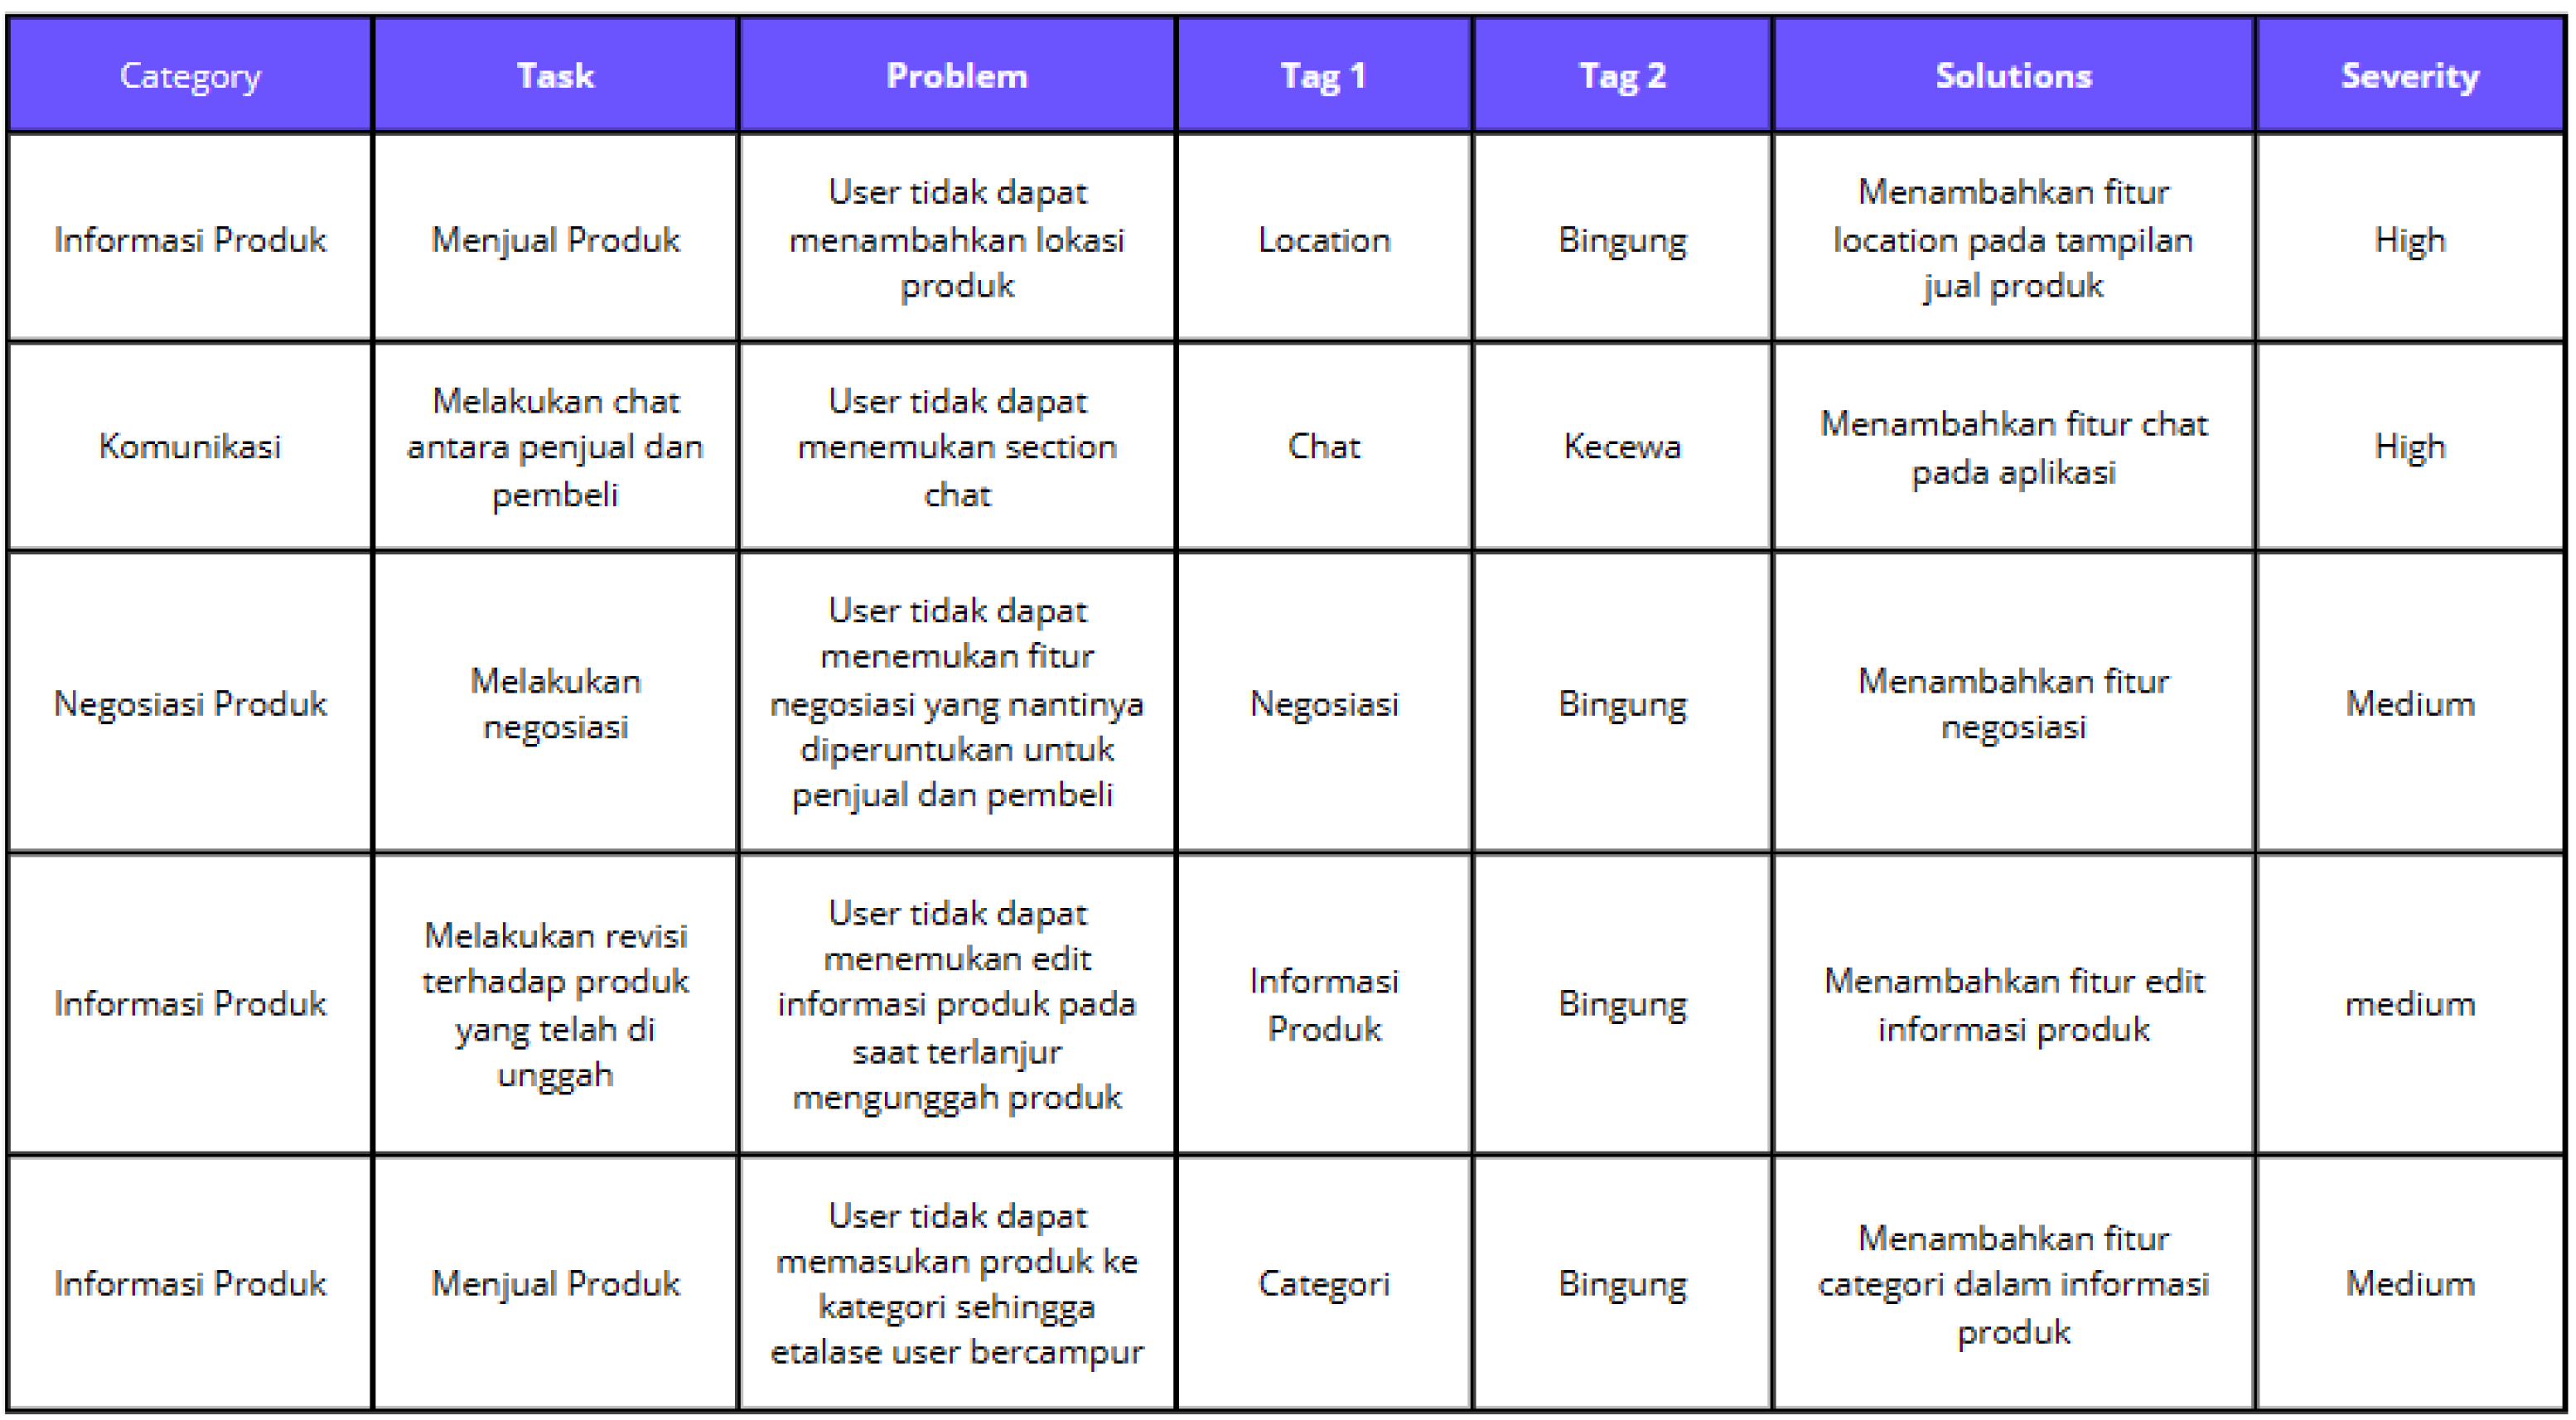 Category Task Problem Tag 1 Tag 2 Solutions Severity
Informasi Produk
Menjual Produk
User tidak dapat
menambahkan lokasi
produk
Location
Bingung
Menambahkan fitur
location pada tampilan
jual produk
High
Komunikasi
Melakukan chat
antara penjual dan
pembeli
User tidak dapat
menemukan section
chat
Chat
Kecewa
Menambahkan fitur chat
pada aplikasi
High
Negosiasi Produk
Melakukan
negosiasi
User tidak dapat
menemukan fitur
negosiasi yang nantinya
diperuntukan untuk
penjual dan pembeli
Negosiasi
Bingung
Menambahkan fitur
negosiasi
Medium
Informasi Produk
Melakukan revisi
terhadap produk
yang telah di
unggah
User tidak dapat
menemukan edit
informasi produk pada
saat terlanjur
mengunggah produk
Informasi
Produk
Bingung
Menambahkan fitur edit
informasi produk
medium
Informasi Produk
Menjual Produk
User tidak dapat
memasukan produk ke
kategori sehingga
etalase user bercampur
Categori
Bingung
Menambahkan fitur
categori dalam informasi
produk
Medium